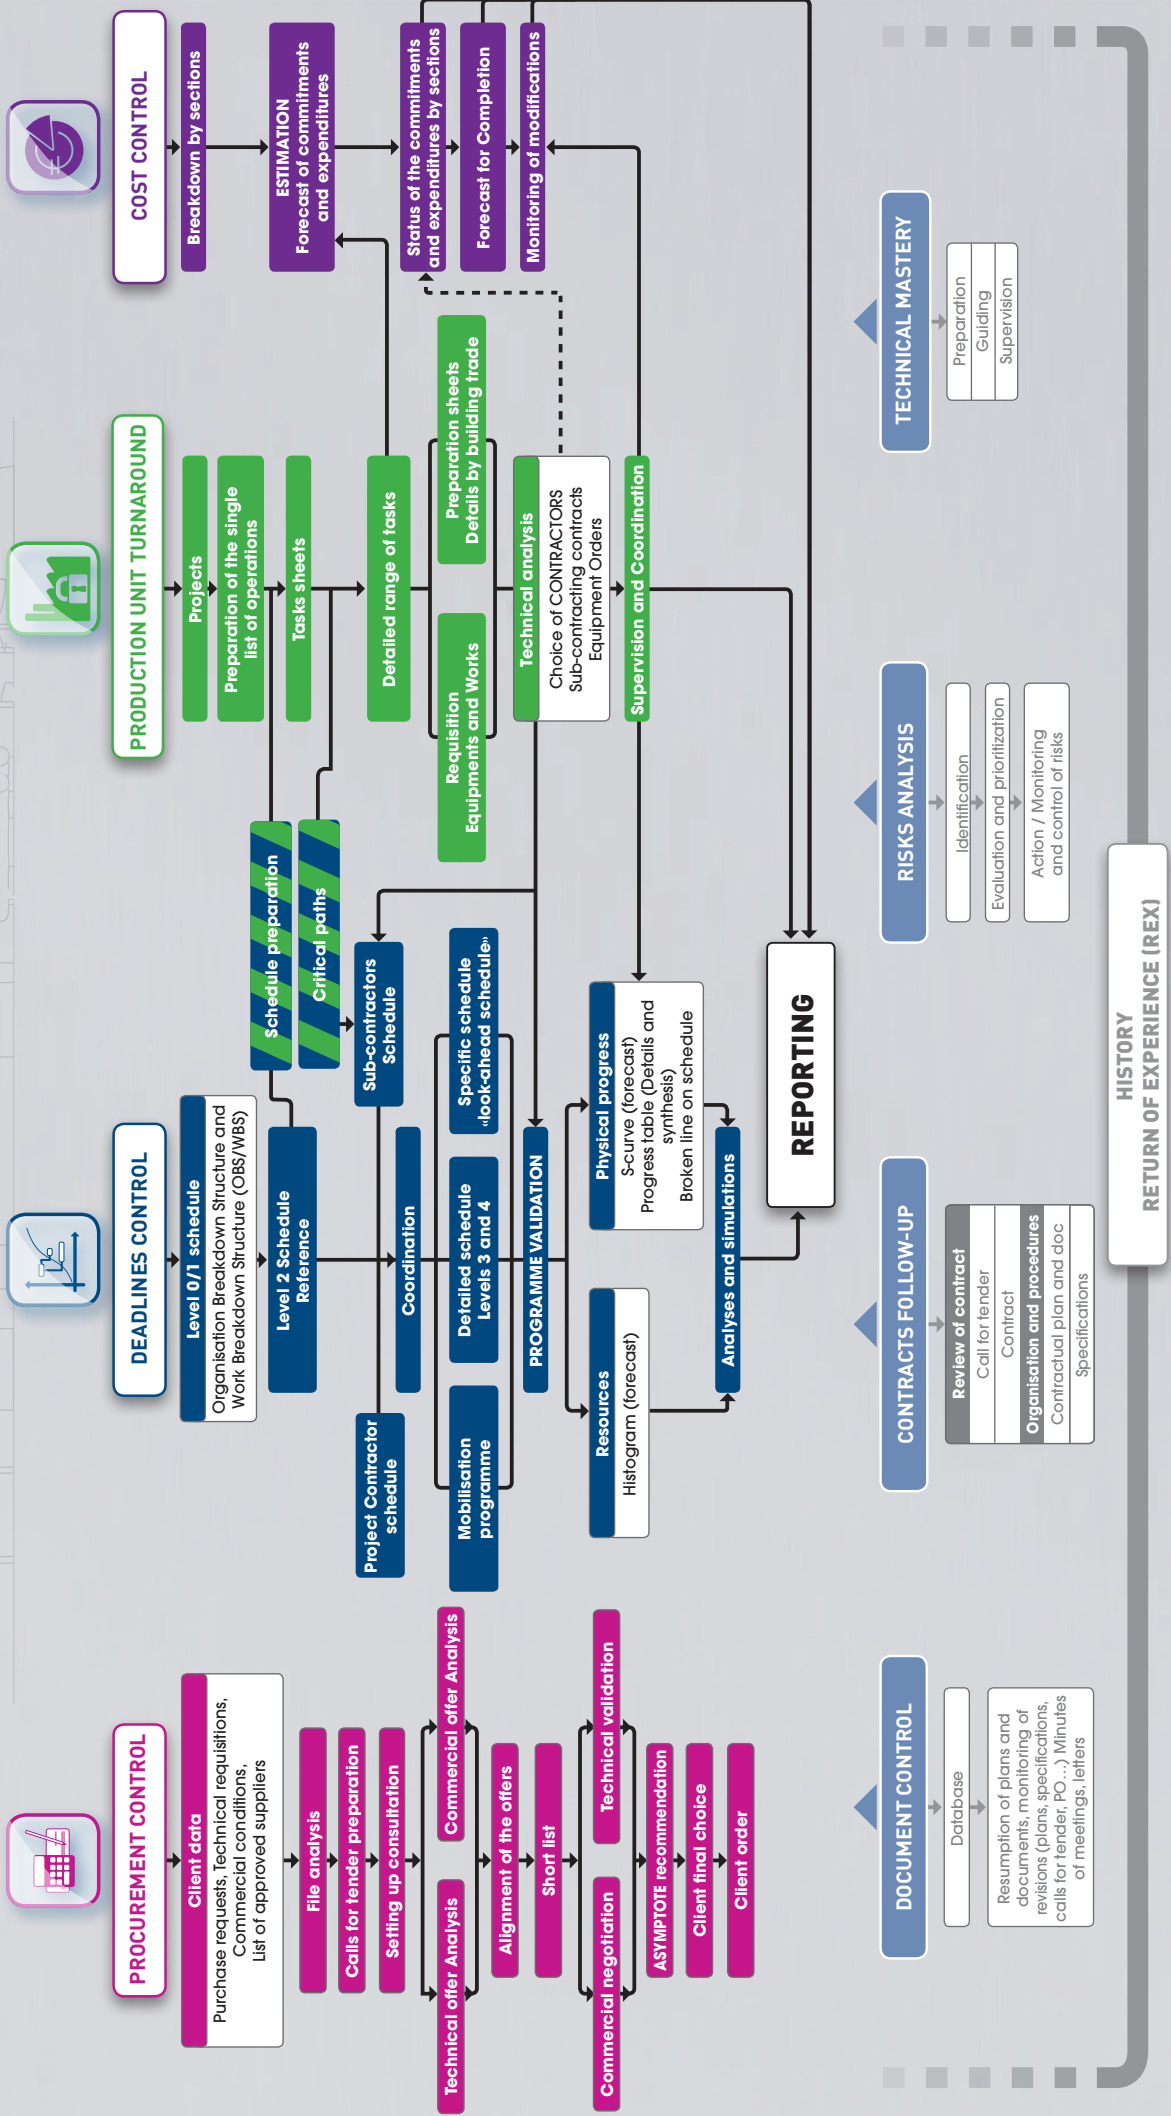 PROCUREMENT CONTROL
Client data
Purchase requests, Technical requisitions,
Commercial conditions,
List of approved suppliers
File analysis
Calls for tender preparation
Setting up consultation
Technical offer Analysis
Commercial offer Analysis
Alignment of the offers
Short list
Commercial negotiation
Technical validation
ASYMPTOTE recommendation
Client final choice
Client order
DEADLINES CONTROL
Level 0/1 schedule
Organisation Breakdown Structure and
Work Breakdown Structure (OBS/WBS)
Level 2 Schedule
Reference
Schedule preparation
Critical paths
Project Contractor
schedule
Sub-contractors
Schedule
Coordination
Mobilisation
programme
Detailed schedule
Levels 3 and 4
Specific schedule
«look-ahead schedule»
PROGRAMME VALIDATION
Resources
Histogram (forecast)
Physical progress
S-curve (forecast)
Progress table (Details and
synthesis)
Broken line on schedule
Analyses and simulations
REPORTING
PRODUCTION UNIT TURNAROUND
Projects
Preparation of the single
list of operations
Tasks sheets
Detailed range of tasks
Requisition
Equipments and Works
Preparation sheets
Details by building trade
Technical analysis
Choice of CONTRACTORS
Sub-contracting contracts
Equipment Orders
Supervision and Coordination
COST CONTROL
Breakdown by sections
ESTIMATION
Forecast of commitments
and expenditures
Status of the commitments
and expenditures by sections
Forecast for Completion
Monitoring of modifications
DOCUMENT CONTROL
Database
Resumption of plans and
documents, monitoring of
revisions (plans, specifications,
calls for tender, PO...) Minutes
of meetings, letters
CONTRACTS FOLLOW-UP
Review of contract
Call for tender
Contract
Organisation and procedures
Contractual plan and doc
Specifications
RISKS ANALYSIS
Identification
Evaluation and prioritization
Action / Monitoring
and control of risks
TECHNICAL MASTERY
Preparation
Guiding
Supervision
HISTORY
RETURN OF EXPERIENCE (REX)